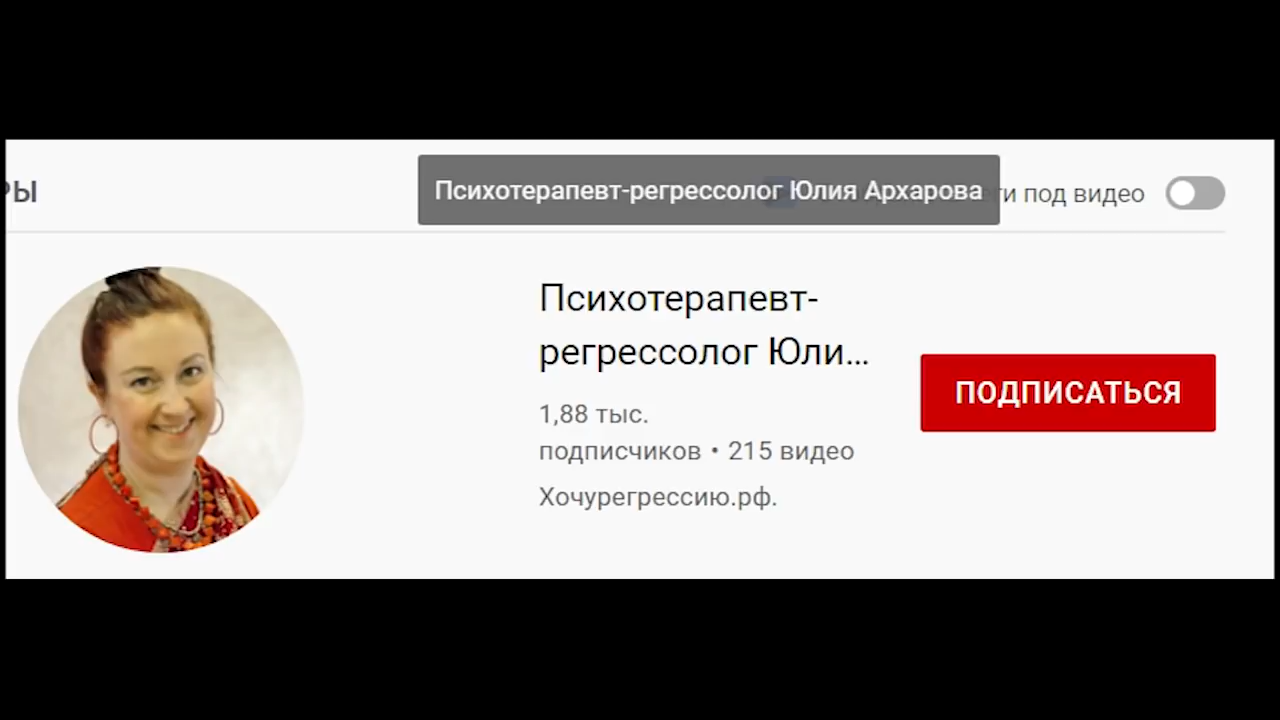 РЫ
Психотерапевт-регрессолог Юлия Архарова
и под видео
Психотерапевт-
регрессолог Юли...
1,88 тыс.
подписчиков • 215 видео
Хочурегрессию.рф.
ПОДПИСАТЬСЯ